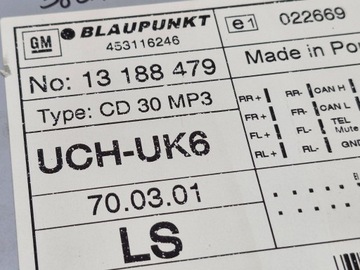 GM BLAUPUNKT e1 022669
453116246
Made in Por
No: 13 188 479
Type: CD 30 MP3
RR+ RR- CAN H
FR+ FR- CAN L
FL+ FL- TEL Mute
RL+ RL- GND
UCH-UK6
70.03.01
LS